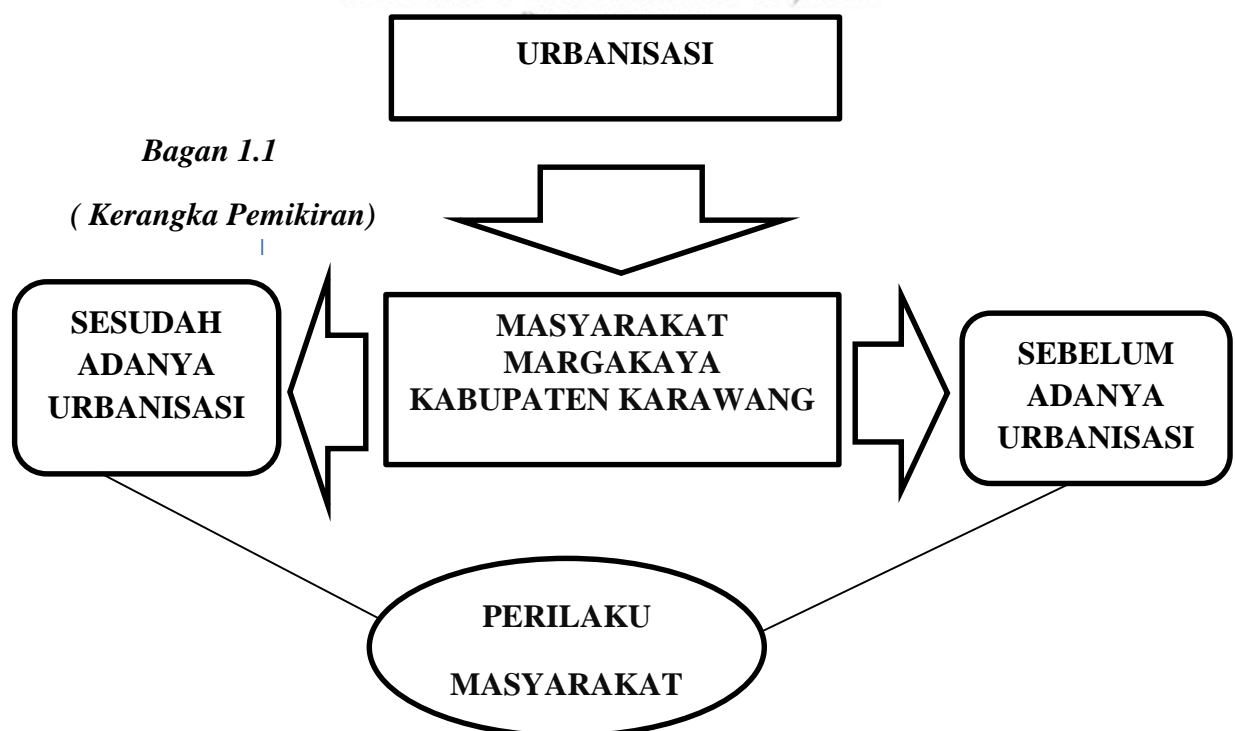 URBANISASI
Bagan 1.1
( Kerangka Pemikiran)
SESUDAH
ADANYA
URBANISASI
MASYARAKAT
MARGAKAYA
KABUPATEN KARAWANG
SEBELUM
ADANYA
URBANISASI
PERILAKU
MASYARAKAT